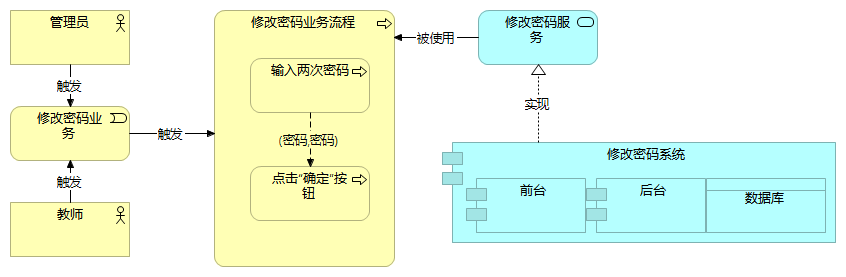 管理员
触发
修改密码业
务
触发
触发
教师
修改密码业务流程
输入两次密码
(密码,密码)
点击“确定”按
钮
被使用
修改密码服
务
实现
修改密码系统
前台
后台
数据库